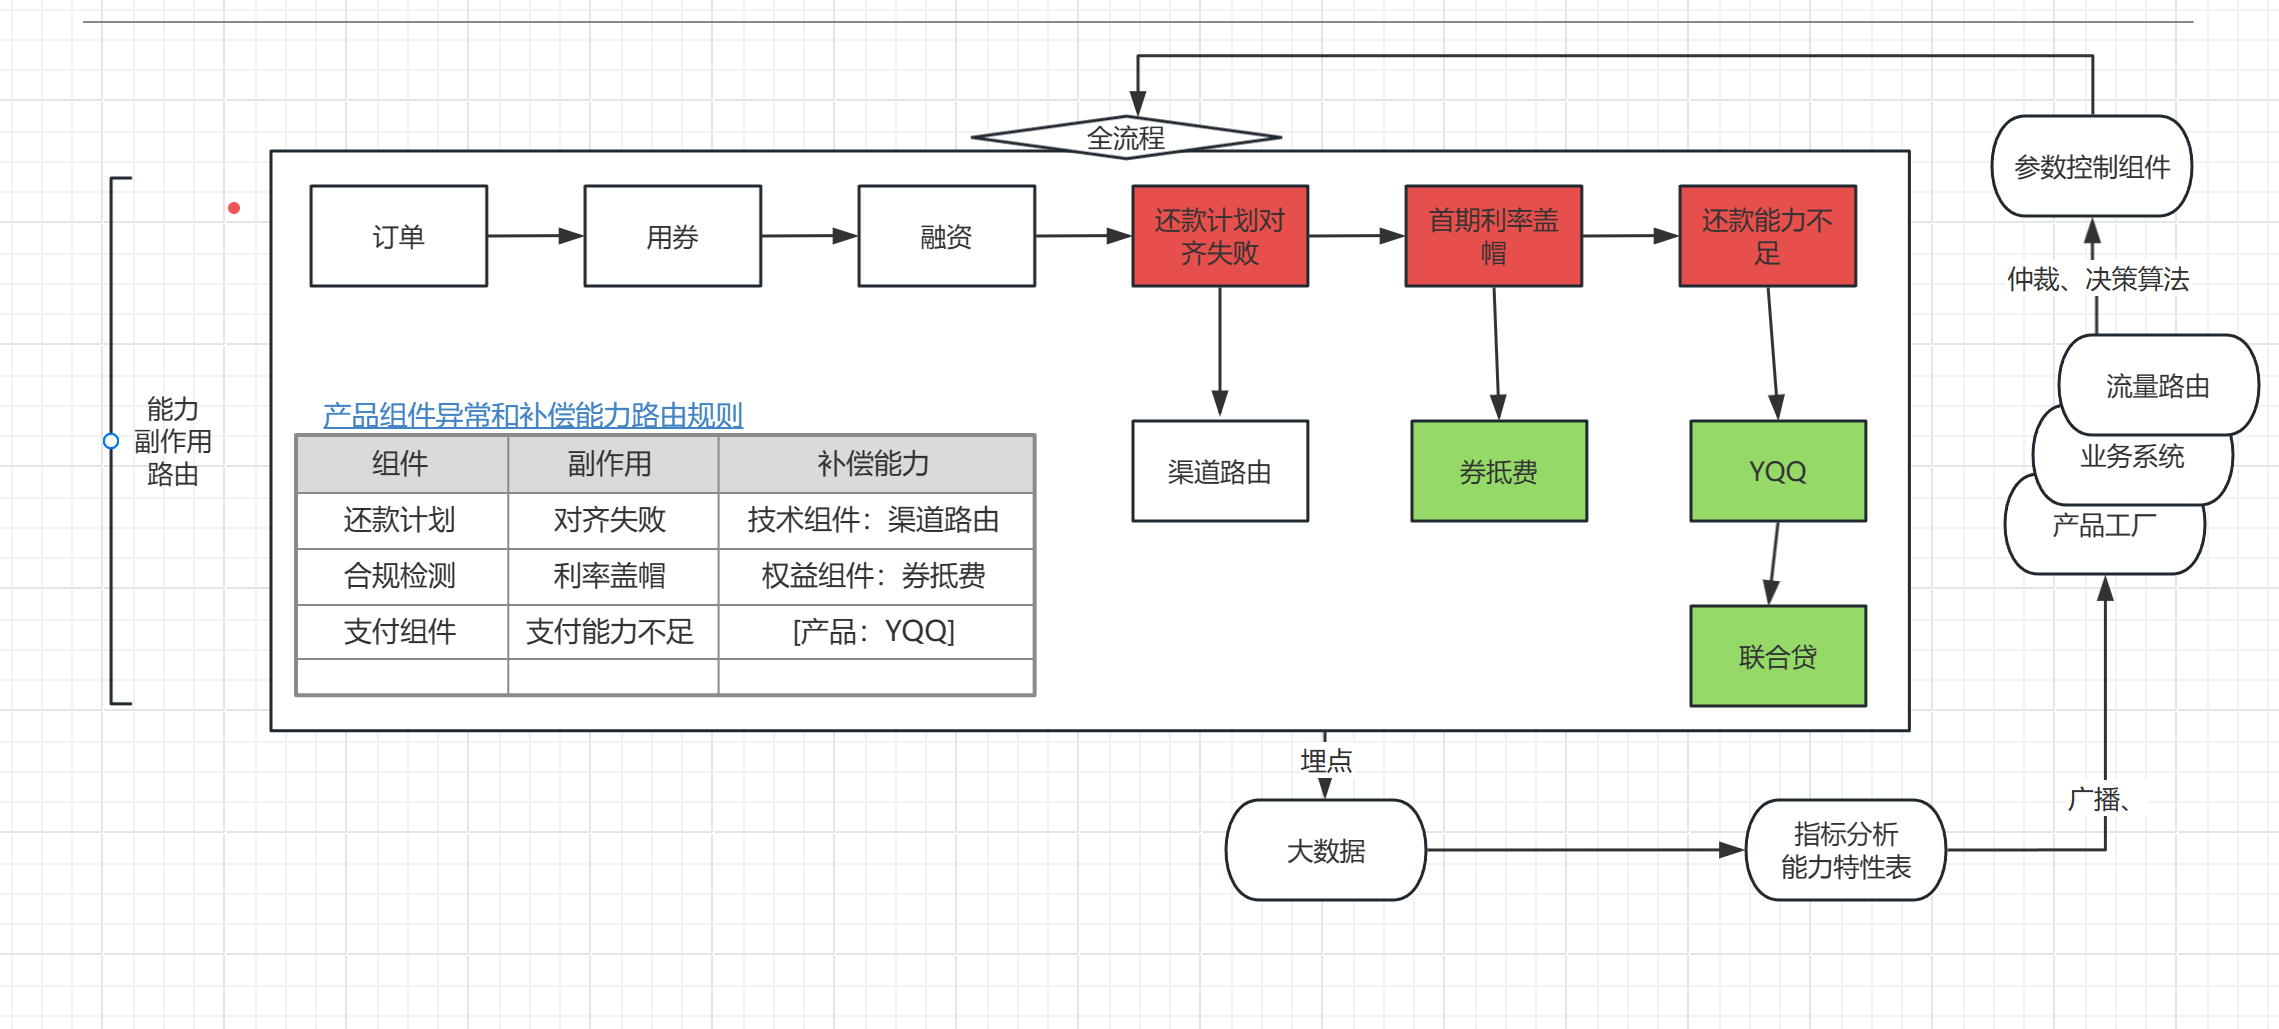 全流程
参数控制组件
订单
用券
融资
还款计划对
齐失败
首期利率盖
帽
还款能力不
足
仲裁、决策算法
流量路由
业务系统
产品工厂
能力
副作用
路由
产品组件异常和补偿能力路由规则
组件 副作用 补偿能力
还款计划 对齐失败 技术组件：渠道路由
合规检测 利率盖帽 权益组件：券抵费
支付组件 支付能力不足 [产品：YQQ]
渠道路由
券抵费
YQQ
联合贷
埋点
广播、
大数据
指标分析
能力特性表